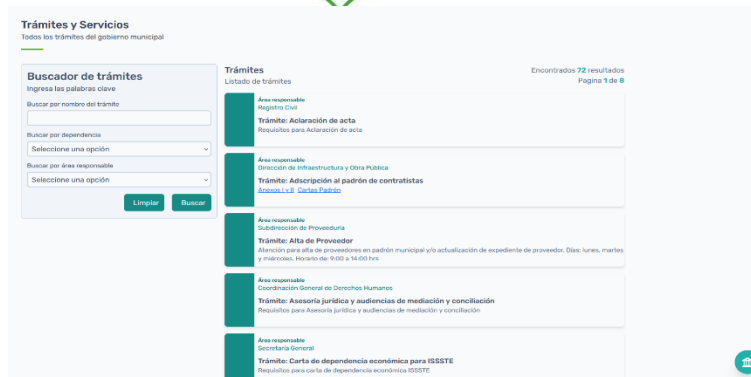 Trámites y Servicios
Todos los trámites del gobierno municipal
Buscador de trámites
Ingresa las palabras clave
Buscar por nombre del trámite
Buscar por dependencia
Seleccione una opción
Buscar por área responsable
Seleccione una opción
Limpiar
Buscar
Trámites
Listado de trámites
Encontrados 72 resultados
Pagina 1 de 8
Área responsable
Registro Civil
Trámite: Aclaración de acta
Requisitos para Aclaración de acta
Área responsable
Dirección de Infraestructura y Obra Pública
Trámite: Adscripción al padrón de contratistas
Anexos I y II Cartas Padrón
Área responsable
Subdirección de Proveeduría
Trámite: Alta de Proveedor
Atención para alta de proveedores en padrón municipal y/o actualización de expediente de proveedor. Días: lunes, martes
y miércoles. Horario de: 9:00 a 14:00 hrs
Área responsable
Coordinación General de Derechos Humanos
Trámite: Asesoría jurídica y audiencias de mediación y conciliación
Requisitos para Asesoría jurídica y audiencias de mediación y conciliación
Área responsable
Secretaría General
Trámite: Carta de dependencia económica para ISSSTE
Requisitos para carta de dependencia económica ISSSTE